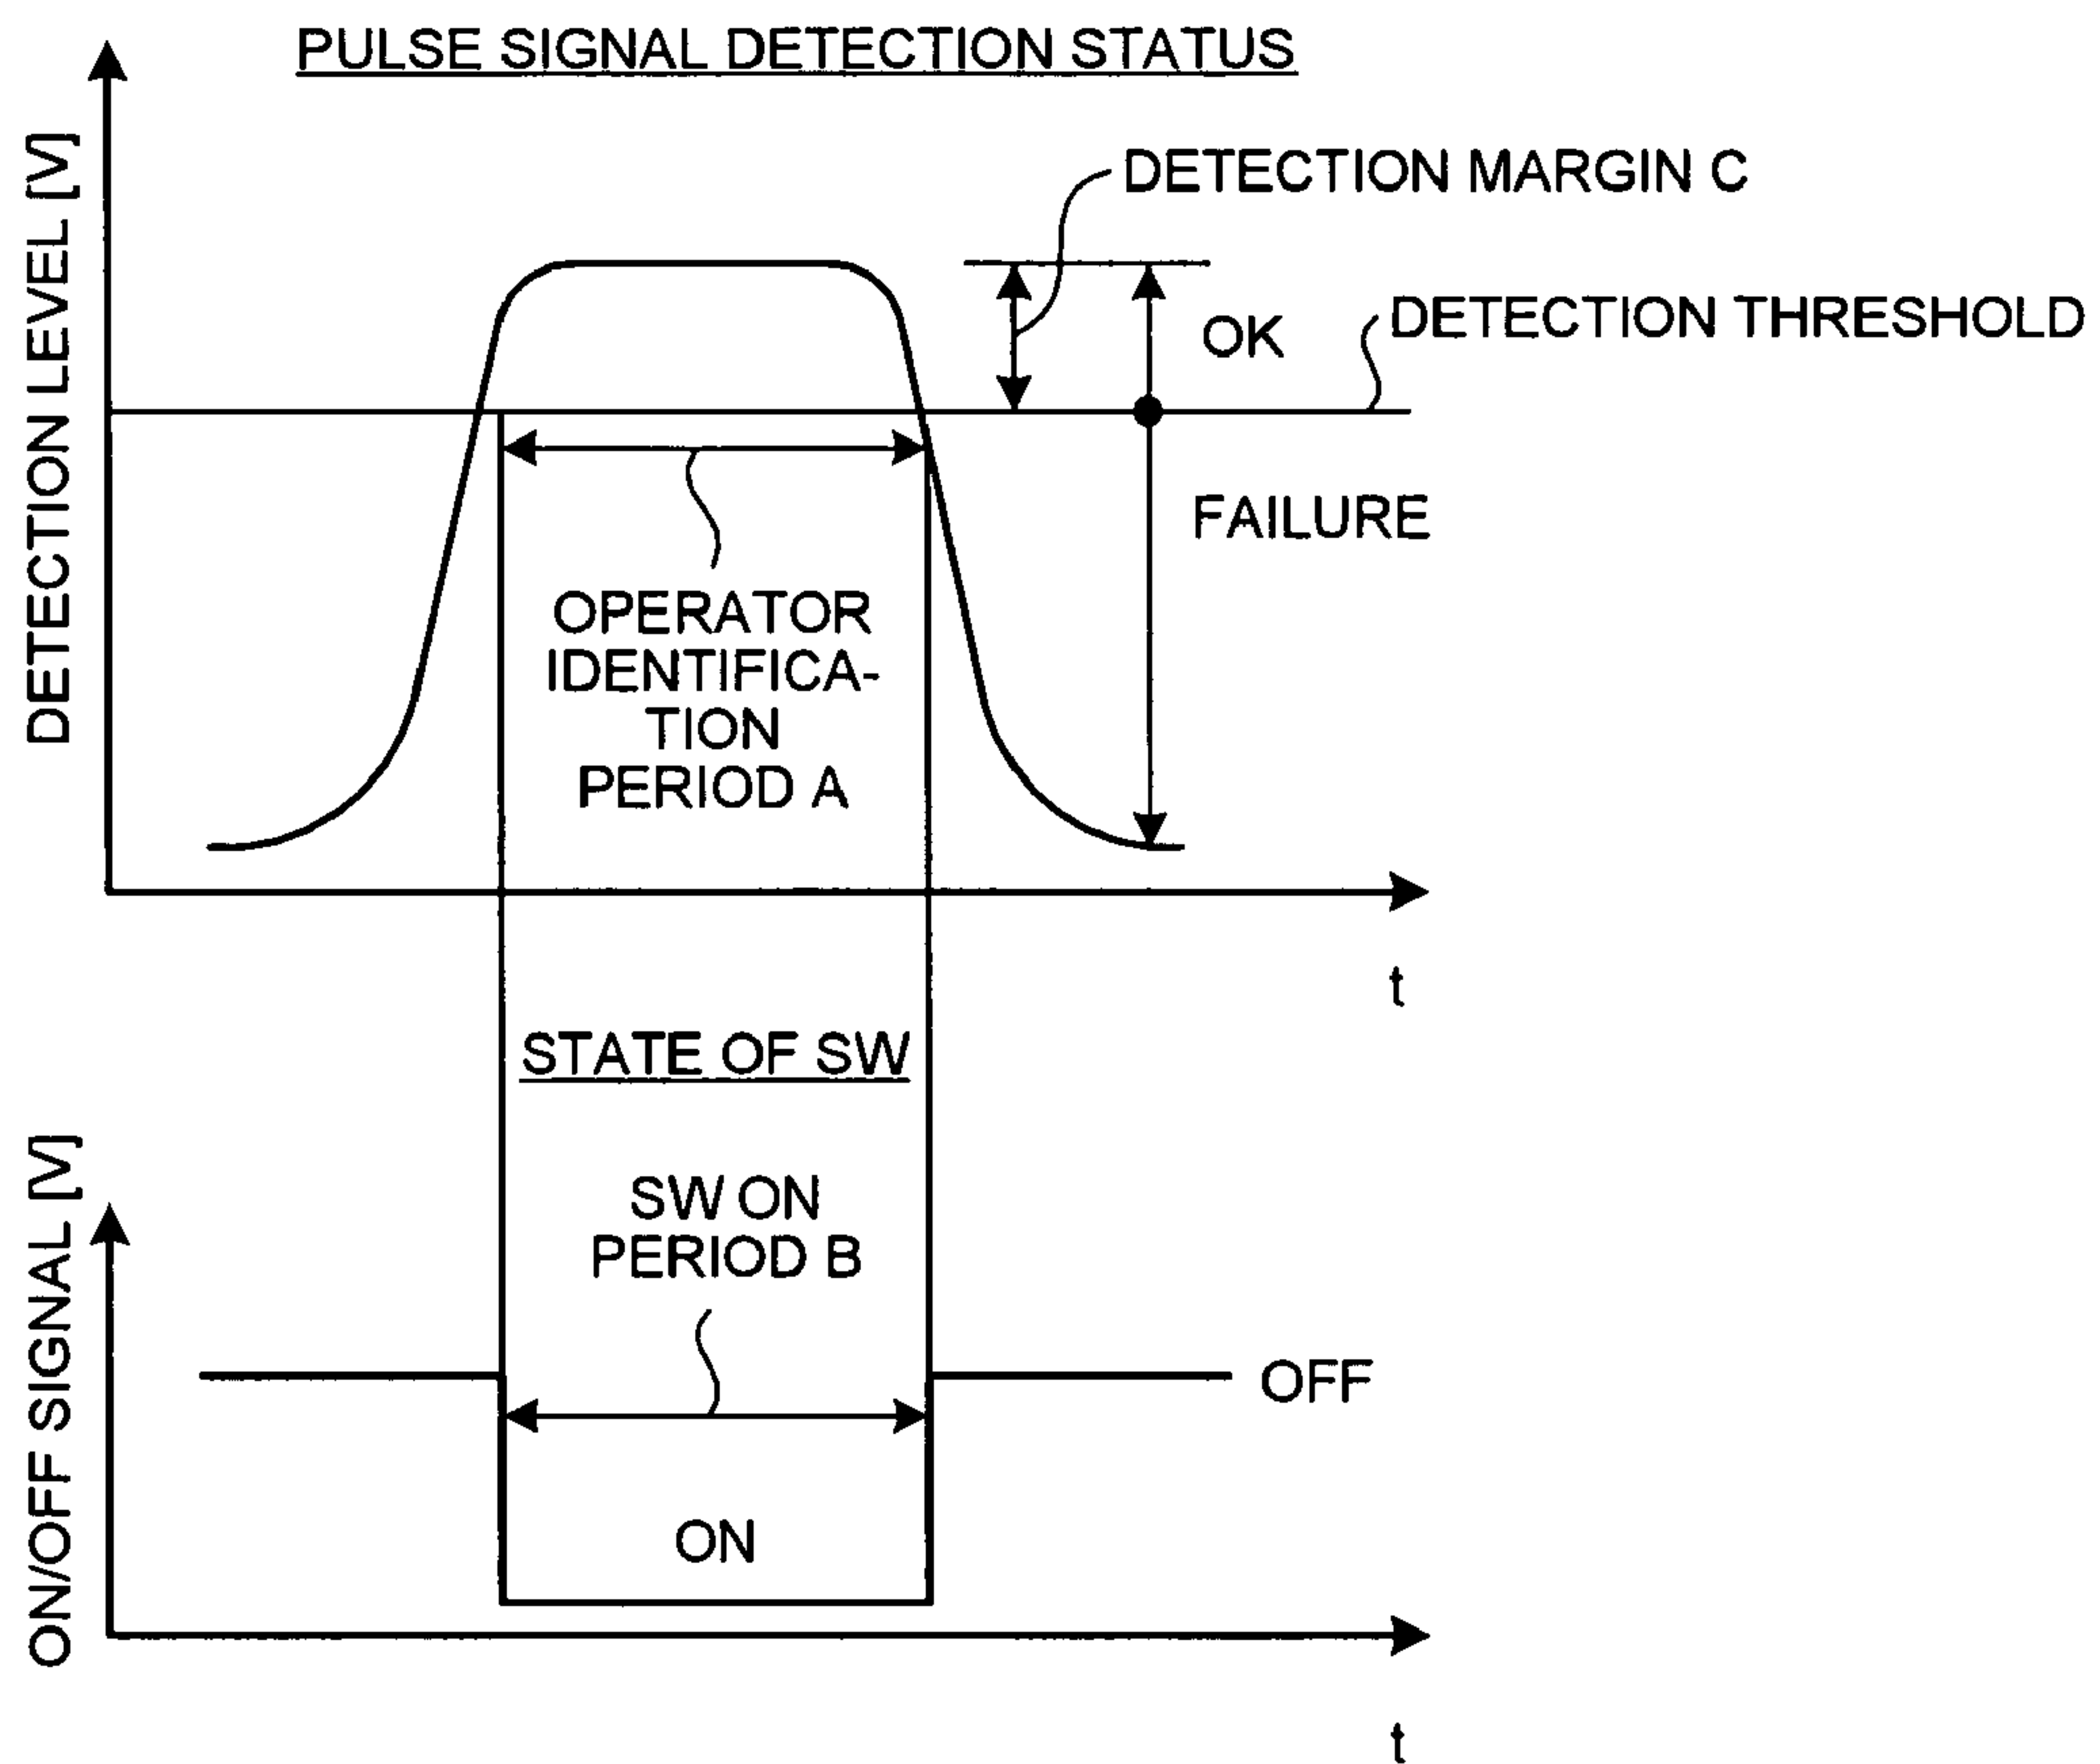 PULSE SIGNAL DETECTION STATUS
DETECTION LEVEL [V]
DETECTION MARGIN C
DETECTION THRESHOLD
OK
FAILURE
OPERATOR
IDENTIFICA-
TION
PERIOD A
t
STATE OF SW
ON/OFF SIGNAL [V]
SW ON
PERIOD B
OFF
ON
t